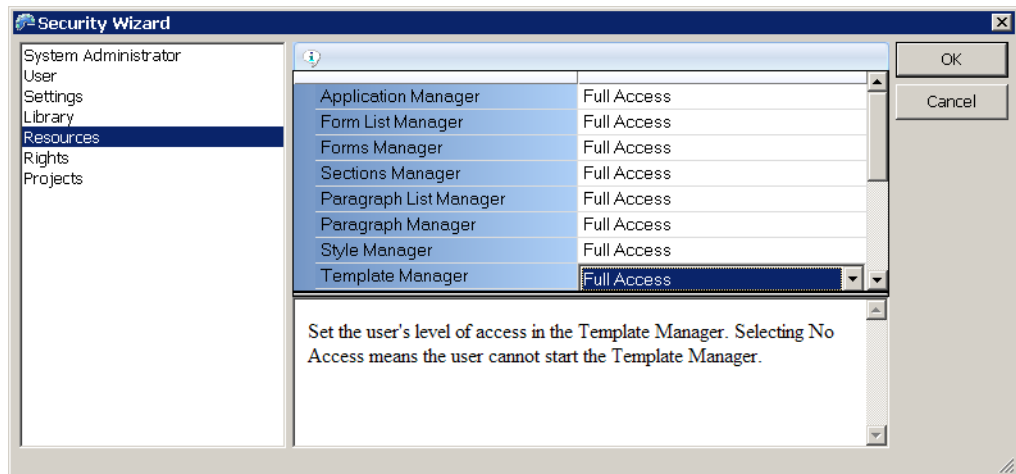 Security Wizard
System Administrator
User
Settings
Library
Resources
Rights
Projects
Application Manager Full Access
Form List Manager Full Access
Forms Manager Full Access
Sections Manager Full Access
Paragraph List Manager Full Access
Paragraph Manager Full Access
Style Manager Full Access
Template Manager Full Access
Set the user's level of access in the Template Manager. Selecting No
Access means the user cannot start the Template Manager.
OK
Cancel